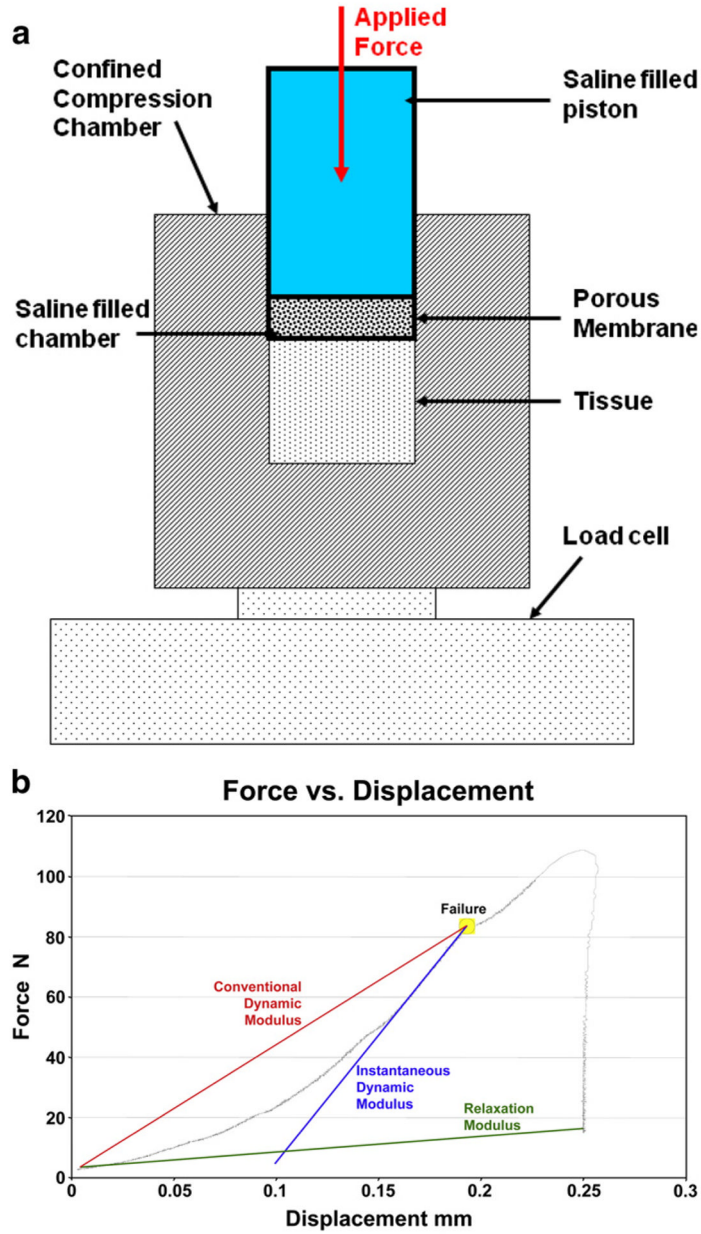 a
Applied
Force
Confined
Compression
Chamber
Saline filled
piston
Saline filled
chamber
Porous
Membrane
Tissue
Load cell
b
Force vs. Displacement
120
100
80
60
40
20
0
Force N
Failure
Conventional
Dynamic
Modulus
Instantaneous
Dynamic
Modulus
Relaxation
Modulus
0
0.05
0.1
0.15
0.2
0.25
0.3
Displacement mm